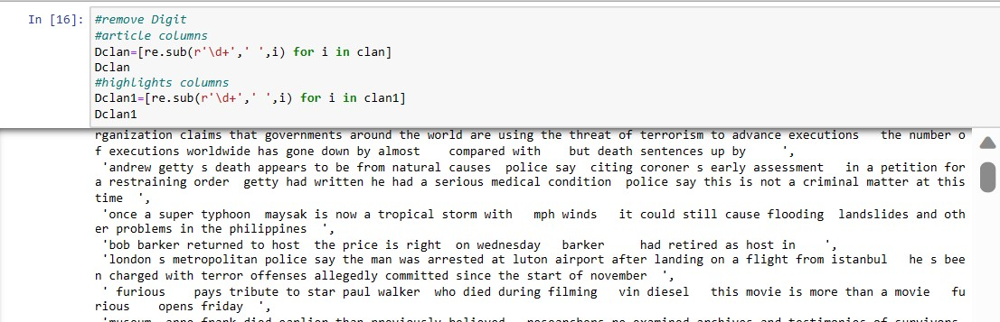 In [16]: #remove Digit
#article columns
Dclan=[re.sub(r'\d+',' ',i) for i in clan]
Dclan
#highlights columns
Dclan1=[re.sub(r'\d+',' ',i) for i in clan1]
Dclan1
rganization claims that governments around the world are using the threat of terrorism to advance executions   the number o
f executions worldwide has gone down by almost    compared with    but death sentences up by     ',
'andrew getty s death appears to be from natural causes  police say  citing coroner s early assessment   in a petition for
a restraining order  getty had written he had a serious medical condition  police say this is not a criminal matter at this
time  ',
'once a super typhoon  maysak is now a tropical storm with   mph winds   it could still cause flooding  landslides and oth
er problems in the philippines  ',
'bob barker returned to host  the price is right  on wednesday   barker     had retired as host in    ',
'london s metropolitan police say the man was arrested at luton airport after landing on a flight from istanbul   he s bee
n charged with terror offenses allegedly committed since the start of november  ',
' furious    pays tribute to star paul walker  who died during filming   vin diesel   this movie is more than a movie   fu
rious    opens friday  ',
'museum  anne frank died earlier than previously believed   researchers re examined archives and testimonies of survivors